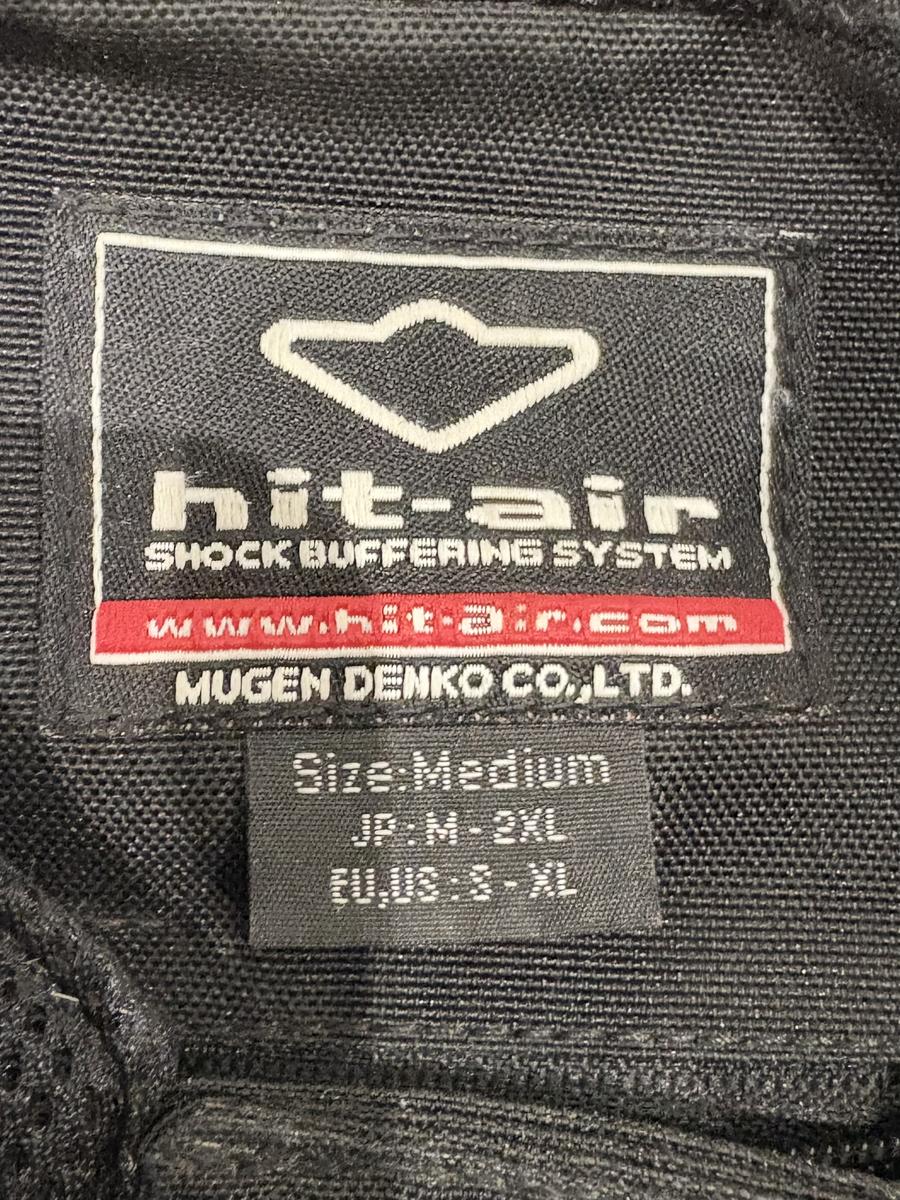 hit-air
SHOCK BUFFERING SYSTEM
www.hit-air.com
MUGEN DENKO CO.,LTD.
Size:Medium
JP:M-2XL
EU,US:S-XL